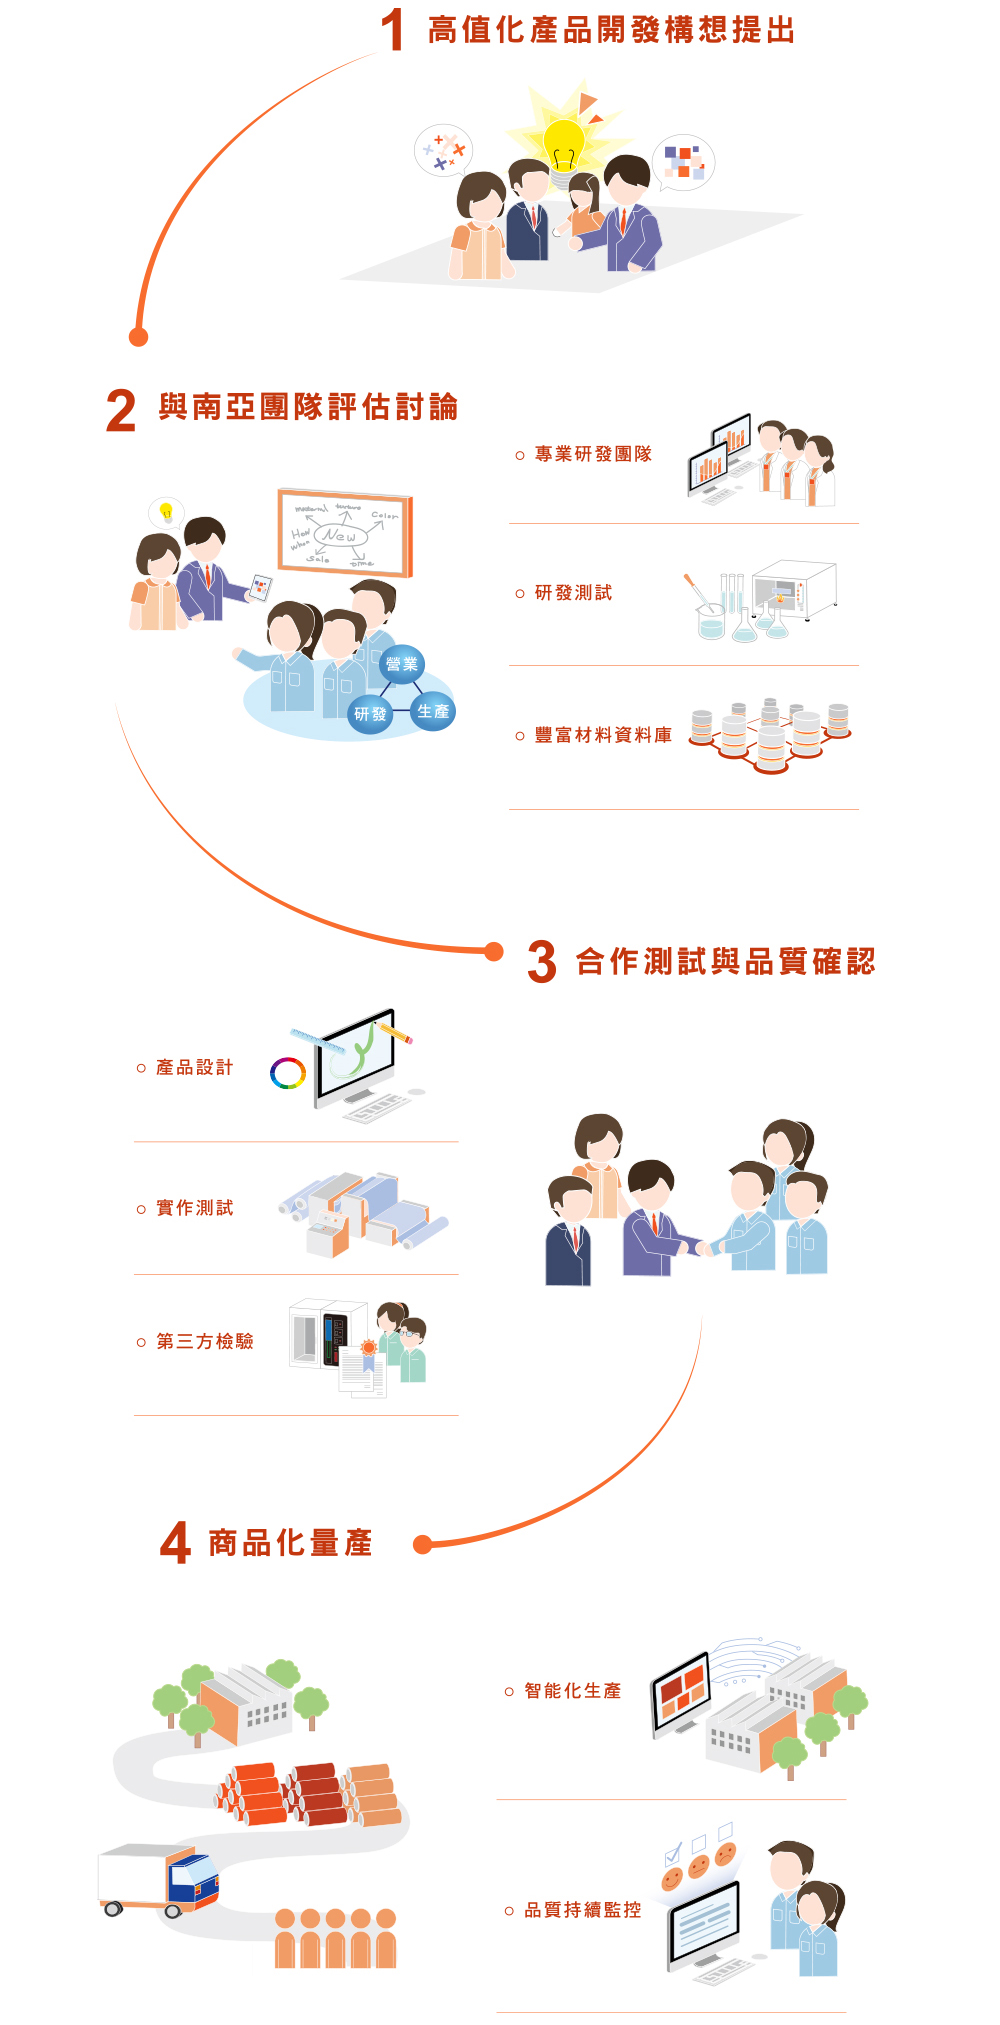 1 高值化產品開發構想提出
2 與南亞團隊評估討論
專業研發團隊
material texture
Color
How
when
New
Sale
time
研發測試
營業
研發
生產
豐富材料資料庫
3 合作測試與品質確認
產品設計
實作測試
第三方檢驗
4 商品化量產
智能化生產
品質持續監控